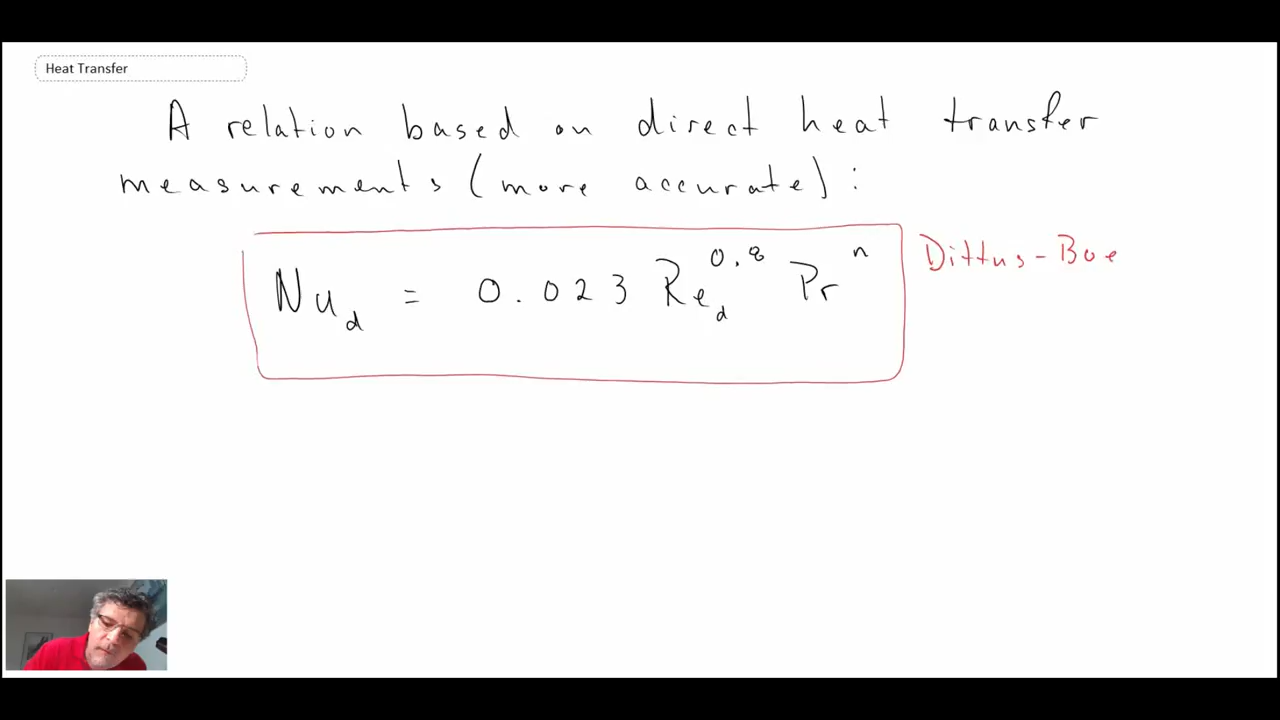 Heat Transfer
A relation based on direct heat transfer
measurements (more accurate):
Nu_d = 0.023 Re_d^0.8 Pr^n
Dittus-Boe